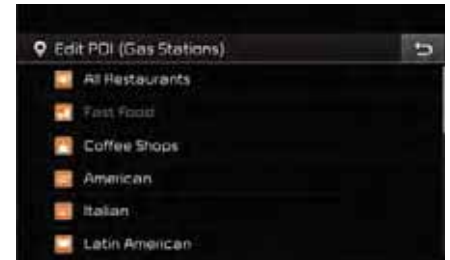 Edit POI (Gas Stations)
All Restaurants
Fast Food
Coffee Shops
American
Italian
Latin American